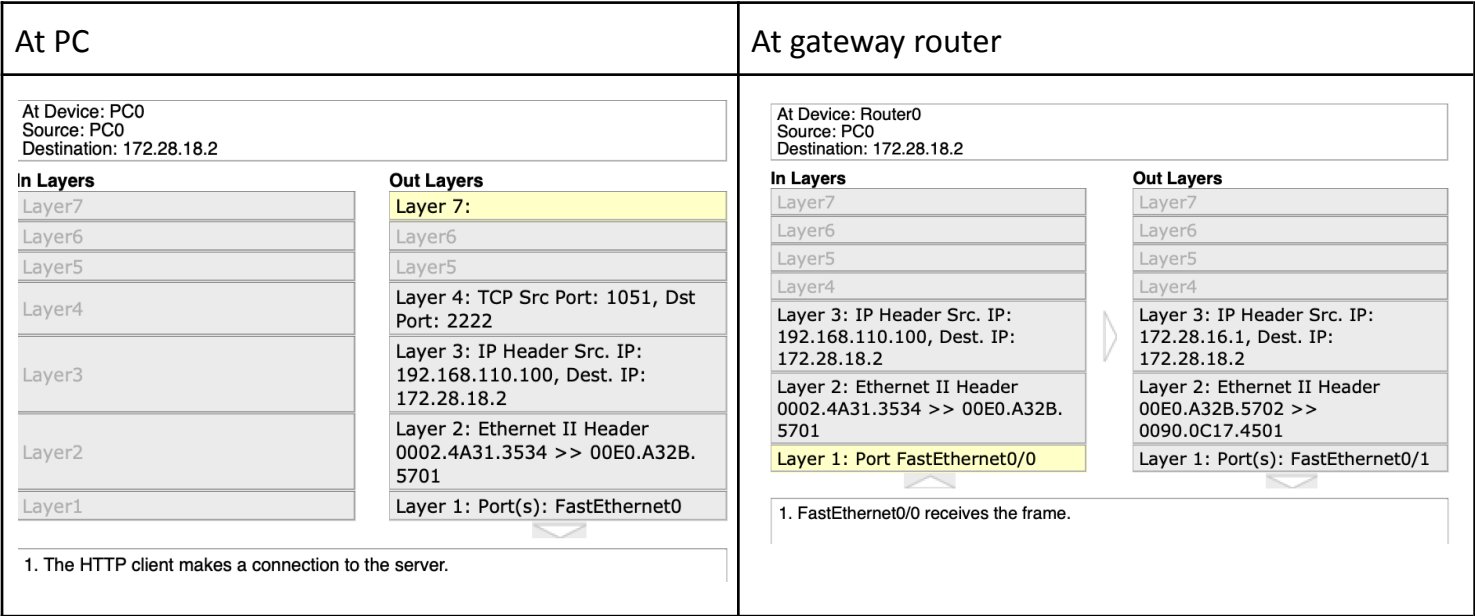 At PC
At Device: PC0
Source: PC0
Destination: 172.28.18.2
In Layers
Layer7
Layer6
Layer5
Layer4
Layer3
Layer2
Layer1
Out Layers
Layer 7:
Layer6
Layer5
Layer 4: TCP Src Port: 1051, Dst
Port: 2222
Layer 3: IP Header Src. IP:
192.168.110.100, Dest. IP:
172.28.18.2
Layer 2: Ethernet II Header
0002.4A31.3534 >> 00E0.A32B.
5701
Layer 1: Port(s): FastEthernet0
1. The HTTP client makes a connection to the server.
At gateway router
At Device: Router0
Source: PC0
Destination: 172.28.18.2
In Layers
Layer7
Layer6
Layer5
Layer4
Layer 3: IP Header Src. IP:
192.168.110.100, Dest. IP:
172.28.18.2
Layer 2: Ethernet II Header
0002.4A31.3534 >> 00E0.A32B.
5701
Layer 1: Port FastEthernet0/0
Out Layers
Layer7
Layer6
Layer5
Layer4
Layer 3: IP Header Src. IP:
172.28.16.1, Dest. IP:
172.28.18.2
Layer 2: Ethernet II Header
00E0.A32B.5702 >>
0090.0C17.4501
Layer 1: Port(s): FastEthernet0/1
1. FastEthernet0/0 receives the frame.